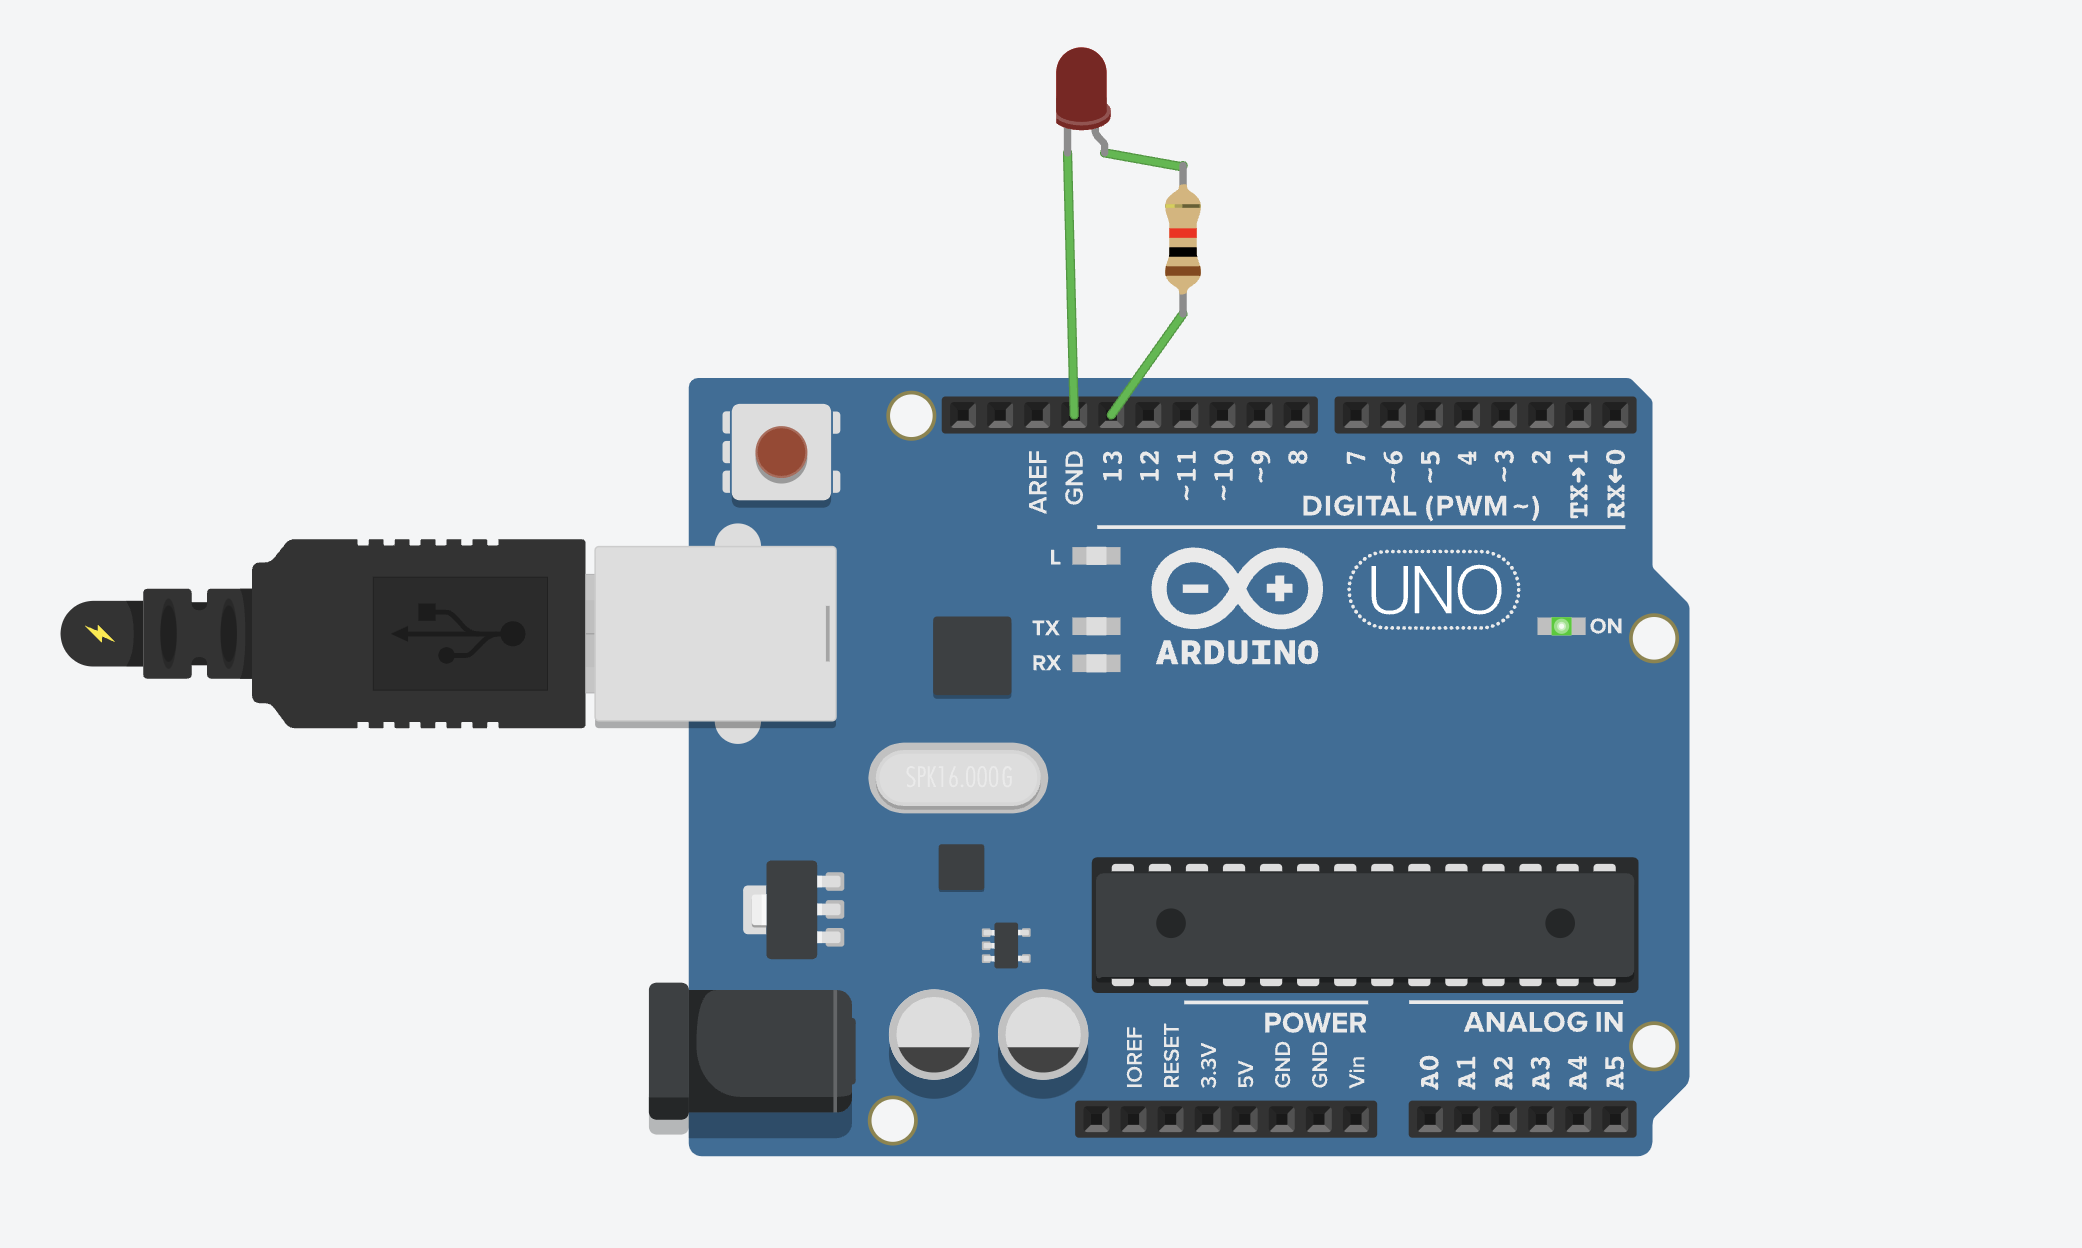 AREF
GND
13
12
~11
~10
~9
8
7
~6
~5
4
~3
2
TX→1
RX←0
DIGITAL (PWM~)
L
TX
RX
ARDUINO
UNO
ON
SPK16.000G
POWER
ANALOG IN
IOREF
RESET
3.3V
5V
GND
GND
Vin
A0
A1
A2
A3
A4
A5